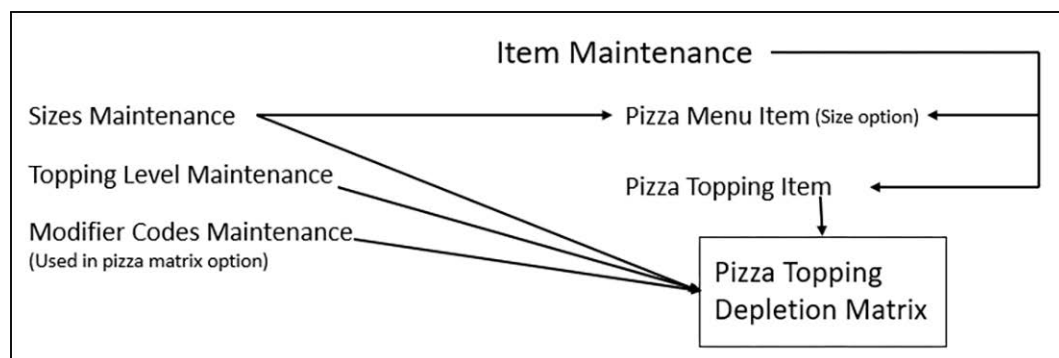 Item Maintenance
Sizes Maintenance
Pizza Menu Item (Size option)
Topping Level Maintenance
Pizza Topping Item
Modifier Codes Maintenance
(Used in pizza matrix option)
Pizza Topping
Depletion Matrix